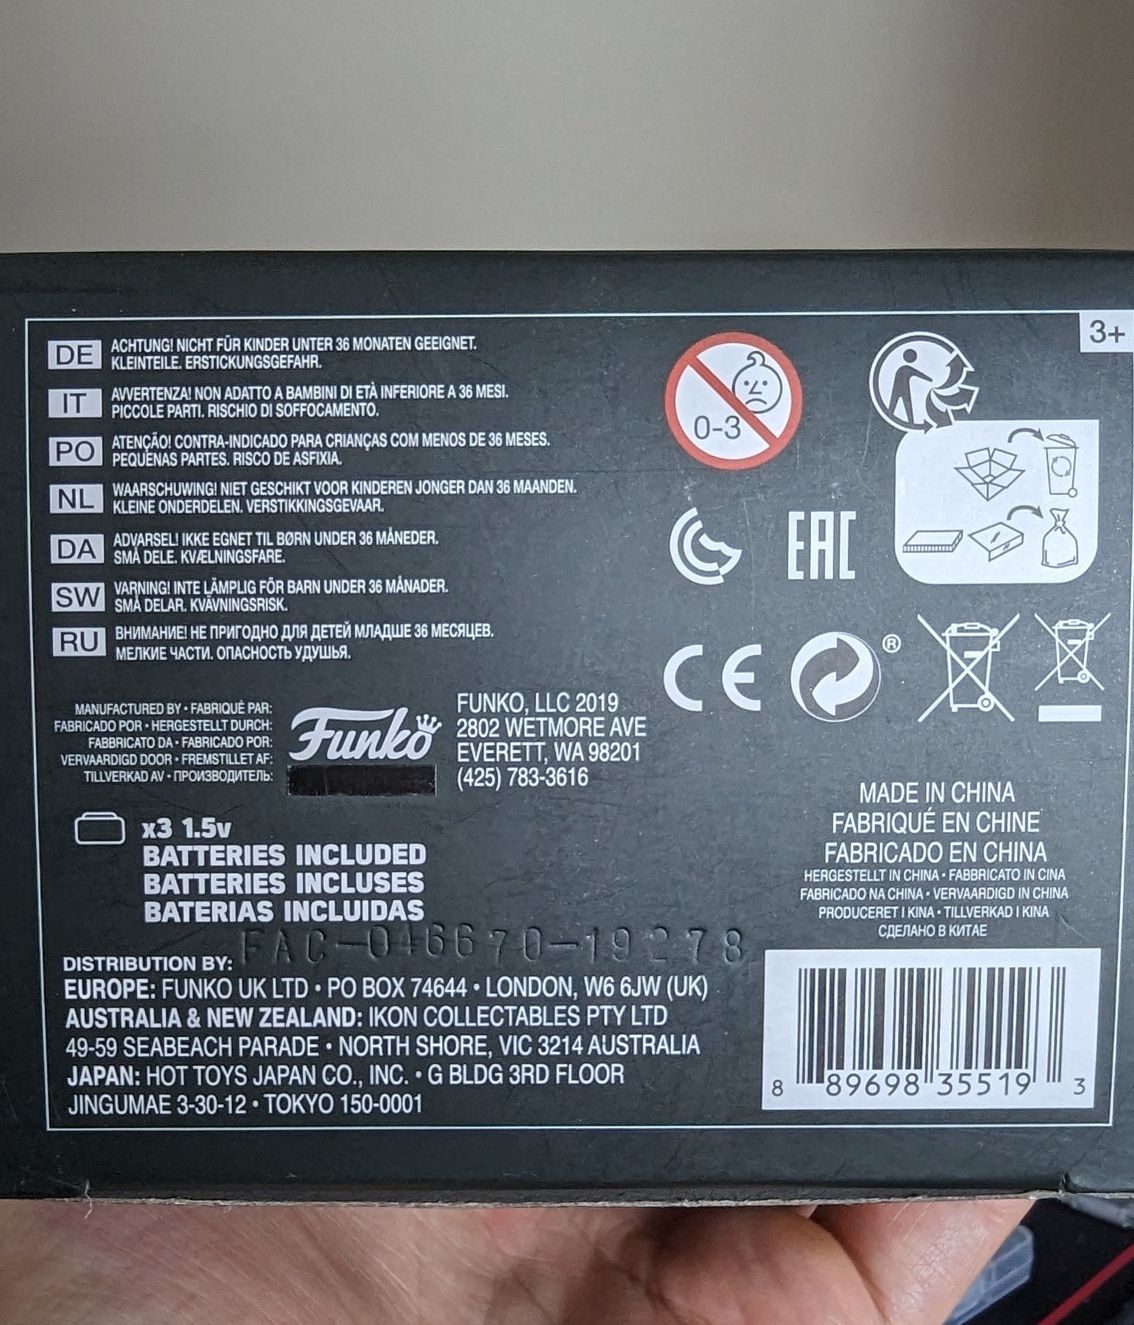 3+
DE ACHTUNG! NICHT FÜR KINDER UNTER 36 MONATEN GEEIGNET.
KLEINTEILE. ERSTICKUNGSGEFAHR.
IT AVVERTENZA! NON ADATTO A BAMBINI DI ETÀ INFERIORE A 36 MESI.
PICCOLE PARTI. RISCHIO DI SOFFOCAMENTO.
PO ATENÇÃO! CONTRA-INDICADO PARA CRIANÇAS COM MENOS DE 36 MESES.
PEQUENAS PARTES. RISCO DE ASFIXIA.
NL WAARSCHUWING! NIET GESCHIKT VOOR KINDEREN JONGER DAN 36 MAANDEN.
KLEINE ONDERDELEN. VERSTIKKINGSGEVAAR.
DA ADVARSEL! IKKE EGNET TIL BØRN UNDER 36 MÅNEDER.
SMÅ DELE. KVÆLNINGSFARE.
SW VARNING! INTE LÄMPLIG FÖR BARN UNDER 36 MÅNADER.
SMÅ DELAR. KVÄVNINGSRISK.
RU ВНИМАНИЕ! НЕ ПРИГОДНО ДЛЯ ДЕТЕЙ МЛАДШЕ 36 МЕСЯЦЕВ.
МЕЛКИЕ ЧАСТИ. ОПАСНОСТЬ УДУШЬЯ.
0-3
EAC
CE
®
MANUFACTURED BY • FABRIQUÉ PAR:
FABRICADO POR • HERGESTELLT DURCH:
FABBRICATO DA • FABRICADO POR:
VERVAARDIGD DOOR • FREMSTILLET AF:
TILLVERKAD AV • ПРОИЗВОДИТЕЛЬ:
Funko
FUNKO, LLC 2019
2802 WETMORE AVE
EVERETT, WA 98201
(425) 783-3616
x3 1.5v
BATTERIES INCLUDED
BATTERIES INCLUSES
BATERIAS INCLUIDAS
MADE IN CHINA
FABRIQUÉ EN CHINE
FABRICADO EN CHINA
HERGESTELLT IN CHINA • FABBRICATO IN CINA
FABRICADO NA CHINA • VERVAARDIGD IN CHINA
PRODUCERET I KINA • TILLVERKAD I KINA
СДЕЛАНО В КИТАЕ
FAC-046670-19278
DISTRIBUTION BY:
EUROPE: FUNKO UK LTD • PO BOX 74644 • LONDON, W6 6JW (UK)
AUSTRALIA & NEW ZEALAND: IKON COLLECTABLES PTY LTD
49-59 SEABEACH PARADE • NORTH SHORE, VIC 3214 AUSTRALIA
JAPAN: HOT TOYS JAPAN CO., INC. • G BLDG 3RD FLOOR
JINGUMAE 3-30-12 • TOKYO 150-0001
8 89698 35519 3